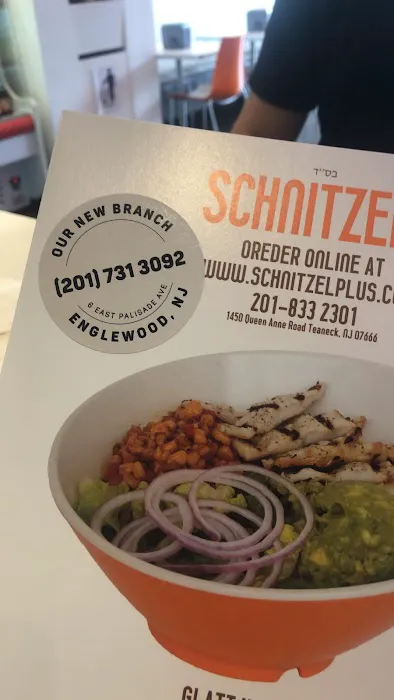 OUR NEW BRANCH
(201) 731 3092
6 EAST PALISADE AVE
ENGLEWOOD, NJ
בס״ד
SCHNITZEL
OREDER ONLINE AT
WWW.SCHNITZELPLUS.C
201-833 2301
1450 Queen Anne Road Teaneck, NJ 07666
GLATT